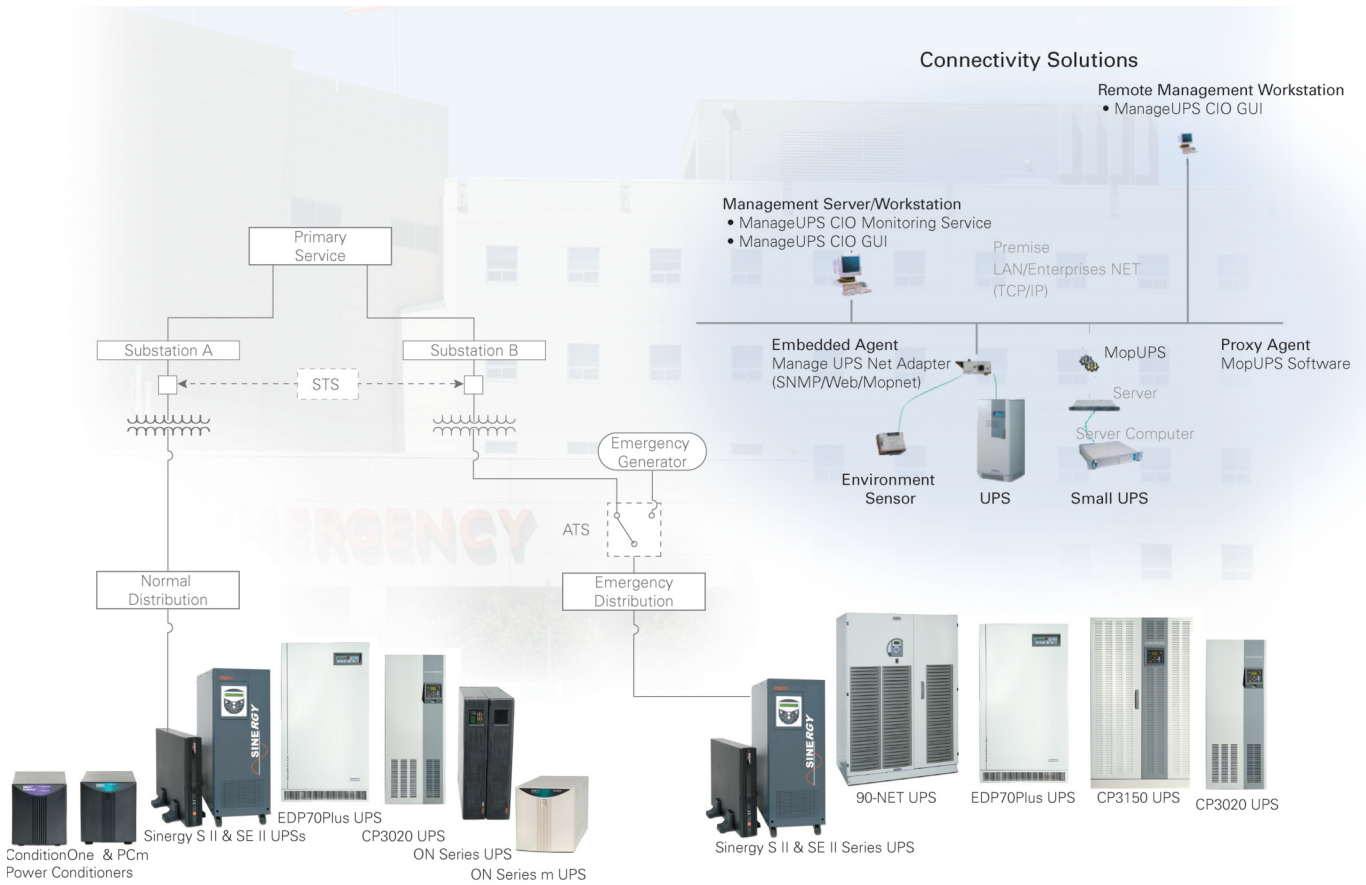 Connectivity Solutions
Remote Management Workstation
• ManageUPS CIO GUI
Management Server/Workstation
• ManageUPS CIO Monitoring Service
• ManageUPS CIO GUI
Premise
LAN/Enterprises NET
(TCP/IP)
Embedded Agent
Manage UPS Net Adapter
(SNMP/Web/Mopnet)
MopUPS
Proxy Agent
MopUPS Software
Server
Server Computer
Environment
Sensor
UPS
Small UPS
Primary
Service
Substation A
Substation B
STS
Emergency
Generator
ATS
EMERGENCY
Normal
Distribution
Emergency
Distribution
SINERGY
SINERGY
ConditionOne & PCm
Power Conditioners
Sinergy S II & SE II UPSs
EDP70Plus UPS
CP3020 UPS
ON Series UPS
ON Series m UPS
Sinergy S II & SE II Series UPS
90-NET UPS
EDP70Plus UPS
CP3150 UPS
CP3020 UPS